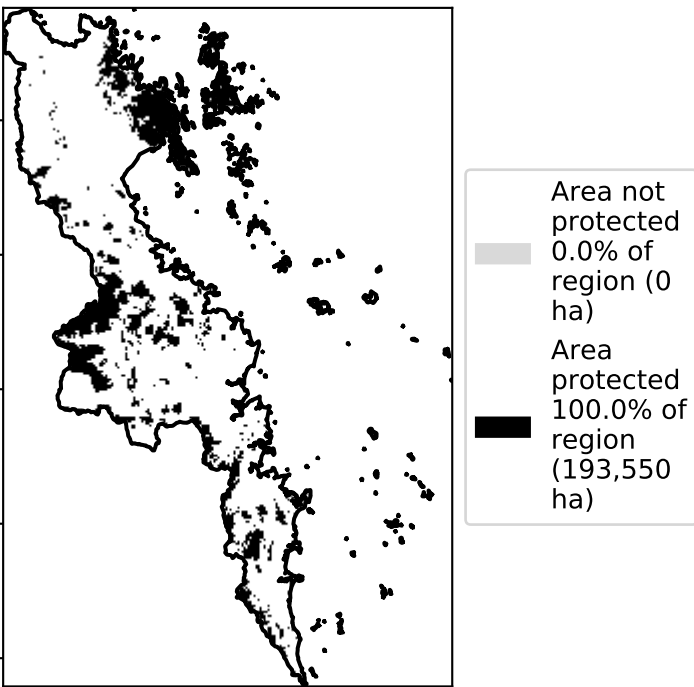 Area not
protected
0.0% of
region (0
ha)
Area
protected
100.0% of
region
(193,550
ha)